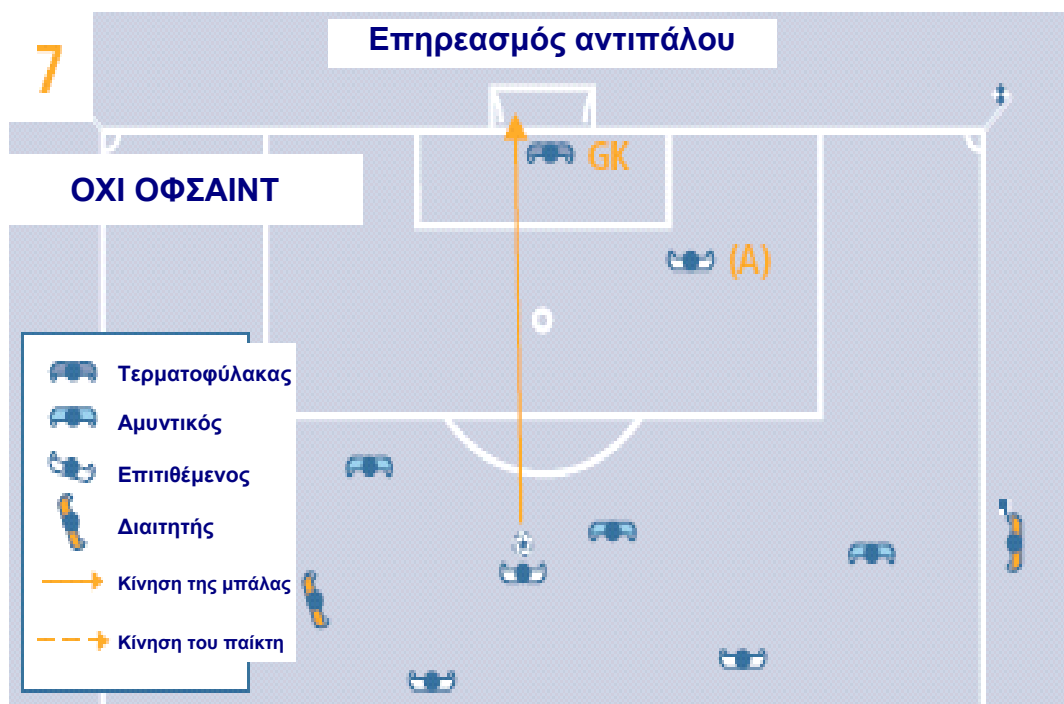 7
Επηρεασμός αντιπάλου
GK
ΟΧΙ ΟΦΣΑΙΝΤ
(A)
Τερματοφύλακας
Αμυντικός
Επιτιθέμενος
Διαιτητής
Κίνηση της μπάλας
Κίνηση του παίκτη